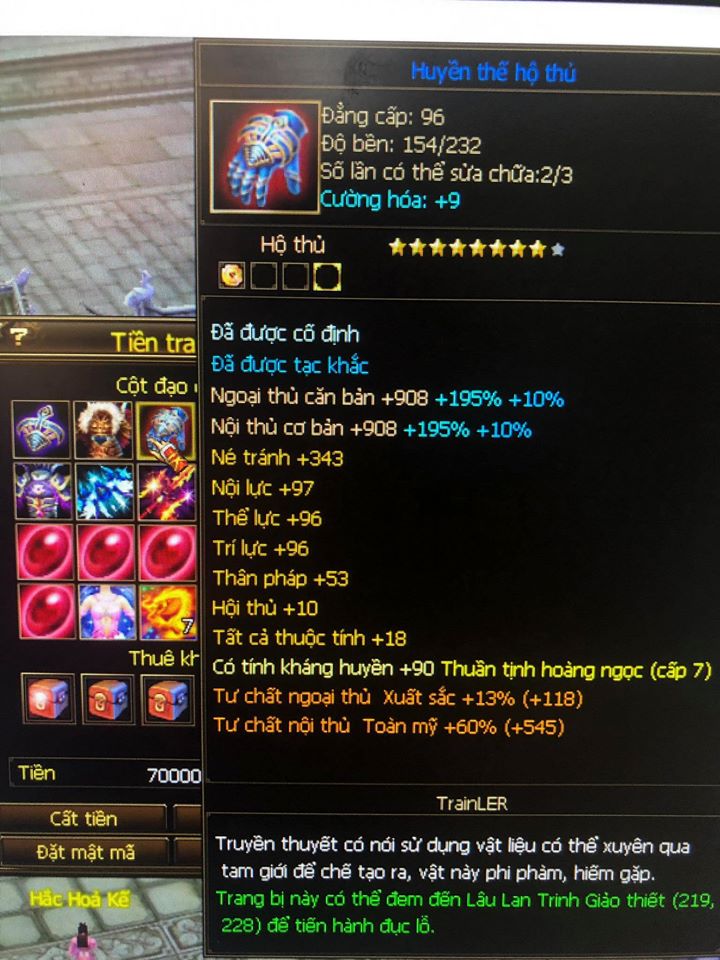 Huyền thế hộ thủ
Đẳng cấp: 96
Độ bền: 154/232
Số lần có thể sửa chữa:2/3
Cường hóa: +9
Hộ thủ
Đã được cố định
Đã được tạc khắc
Ngoại thủ căn bản +908 +195% +10%
Nội thủ cơ bản +908 +195% +10%
Né tránh +343
Nội lực +97
Thể lực +96
Trí lực +96
Thân pháp +53
Hội thủ +10
Tất cả thuộc tính +18
Có tính kháng huyền +90 Thuần tịnh hoàng ngọc (cấp 7)
Tư chất ngoại thủ Xuất sắc +13% (+118)
Tư chất nội thủ Toàn mỹ +60% (+545)
TrainLER
Truyền thuyết có nói sử dụng vật liệu có thể xuyên qua
tam giới để chế tạo ra, vật này phi phàm, hiếm gặp.
Trang bị này có thể đem đến Lâu Lan Trinh Giảo thiết (219,
228) để tiến hành đục lỗ.
?
Tiền tra
Cột đạo
7
Thuê kh
Tiền 70000
Cất tiền
Đặt mật mã
Hắc Hoả Kế